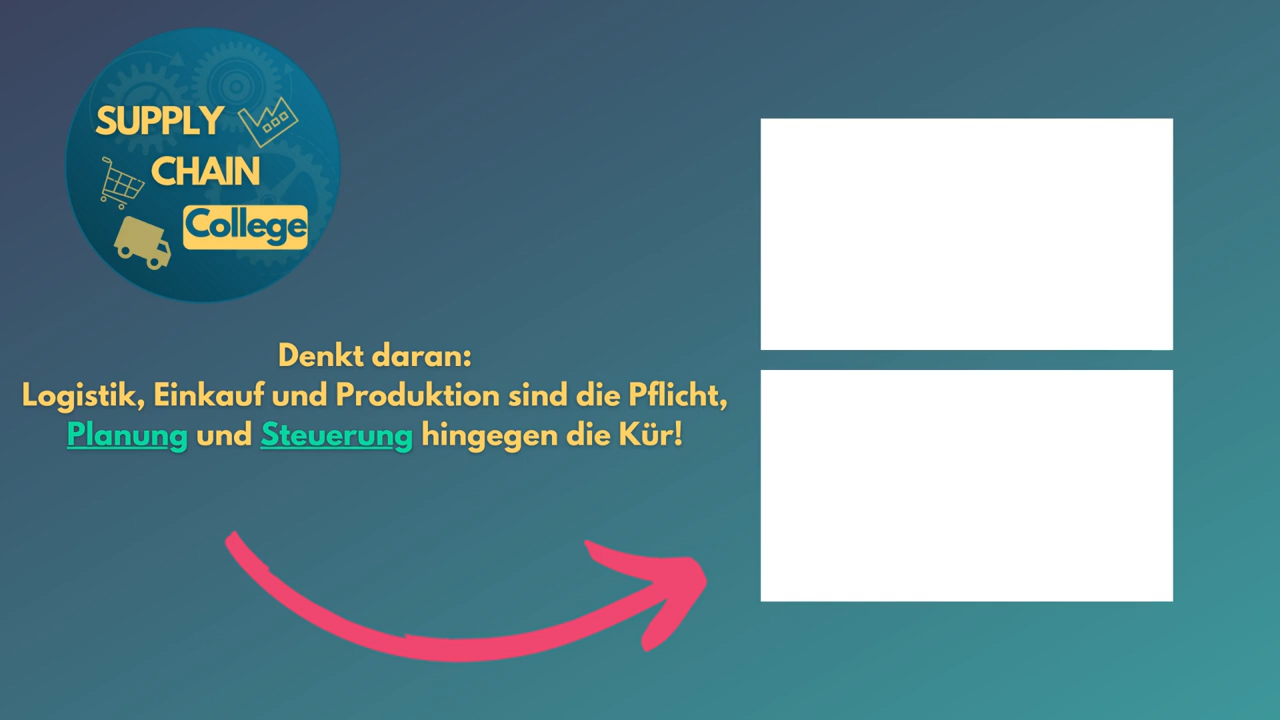 SUPPLY
CHAIN
College
Denkt daran:
Logistik, Einkauf und Produktion sind die Pflicht,
Planung und Steuerung hingegen die Kür!